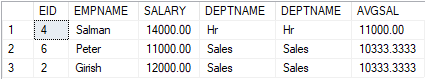 EID EMPNAME SALARY DEPTNAME DEPTNAME AVGSAL
1 4 Salman 14000.00 Hr Hr 11000.00
2 6 Peter 11000.00 Sales Sales 10333.3333
3 2 Girish 12000.00 Sales Sales 10333.3333